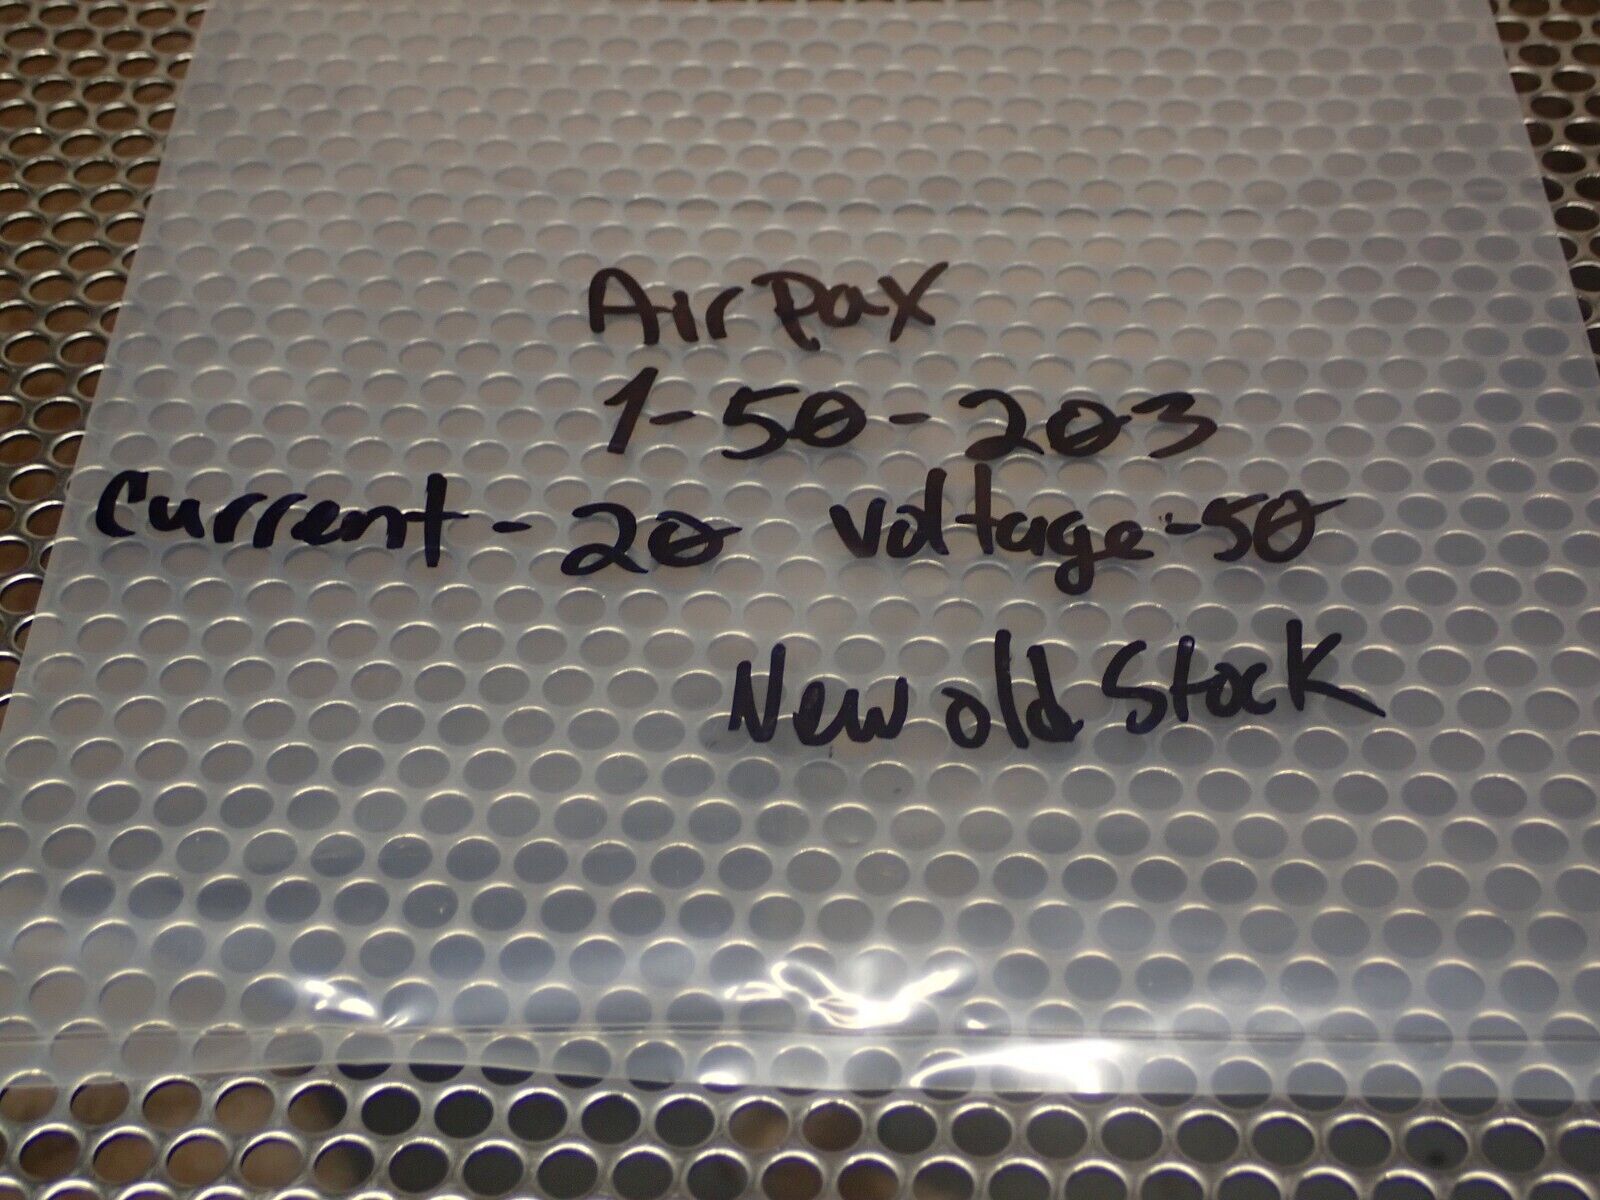 Airpax
1-50-203
Current - 20 Voltage - 50
New old Stock